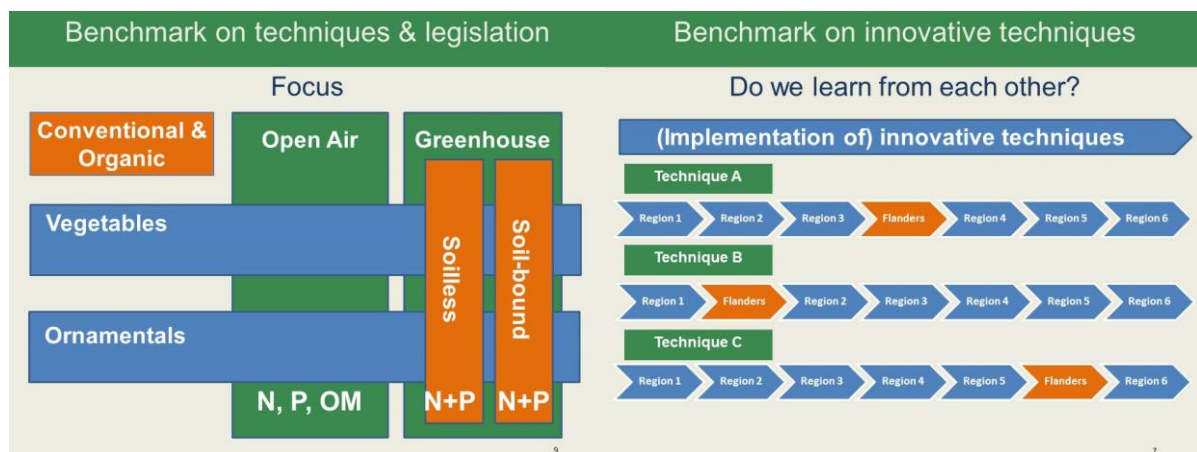 Benchmark on techniques & legislation
Focus
Conventional &
Organic
Open Air
Greenhouse
Vegetables
Ornamentals
Soilless
Soil-bound
N, P, OM
N+P
N+P
9
Benchmark on innovative techniques
Do we learn from each other?
(Implementation of) innovative techniques
Technique A
Region 1
Region 2
Region 3
Flanders
Region 4
Region 5
Region 6
Technique B
Region 1
Flanders
Region 2
Region 3
Region 4
Region 5
Region 6
Technique C
Region 1
Region 2
Region 3
Region 4
Region 5
Flanders
Region 6
7